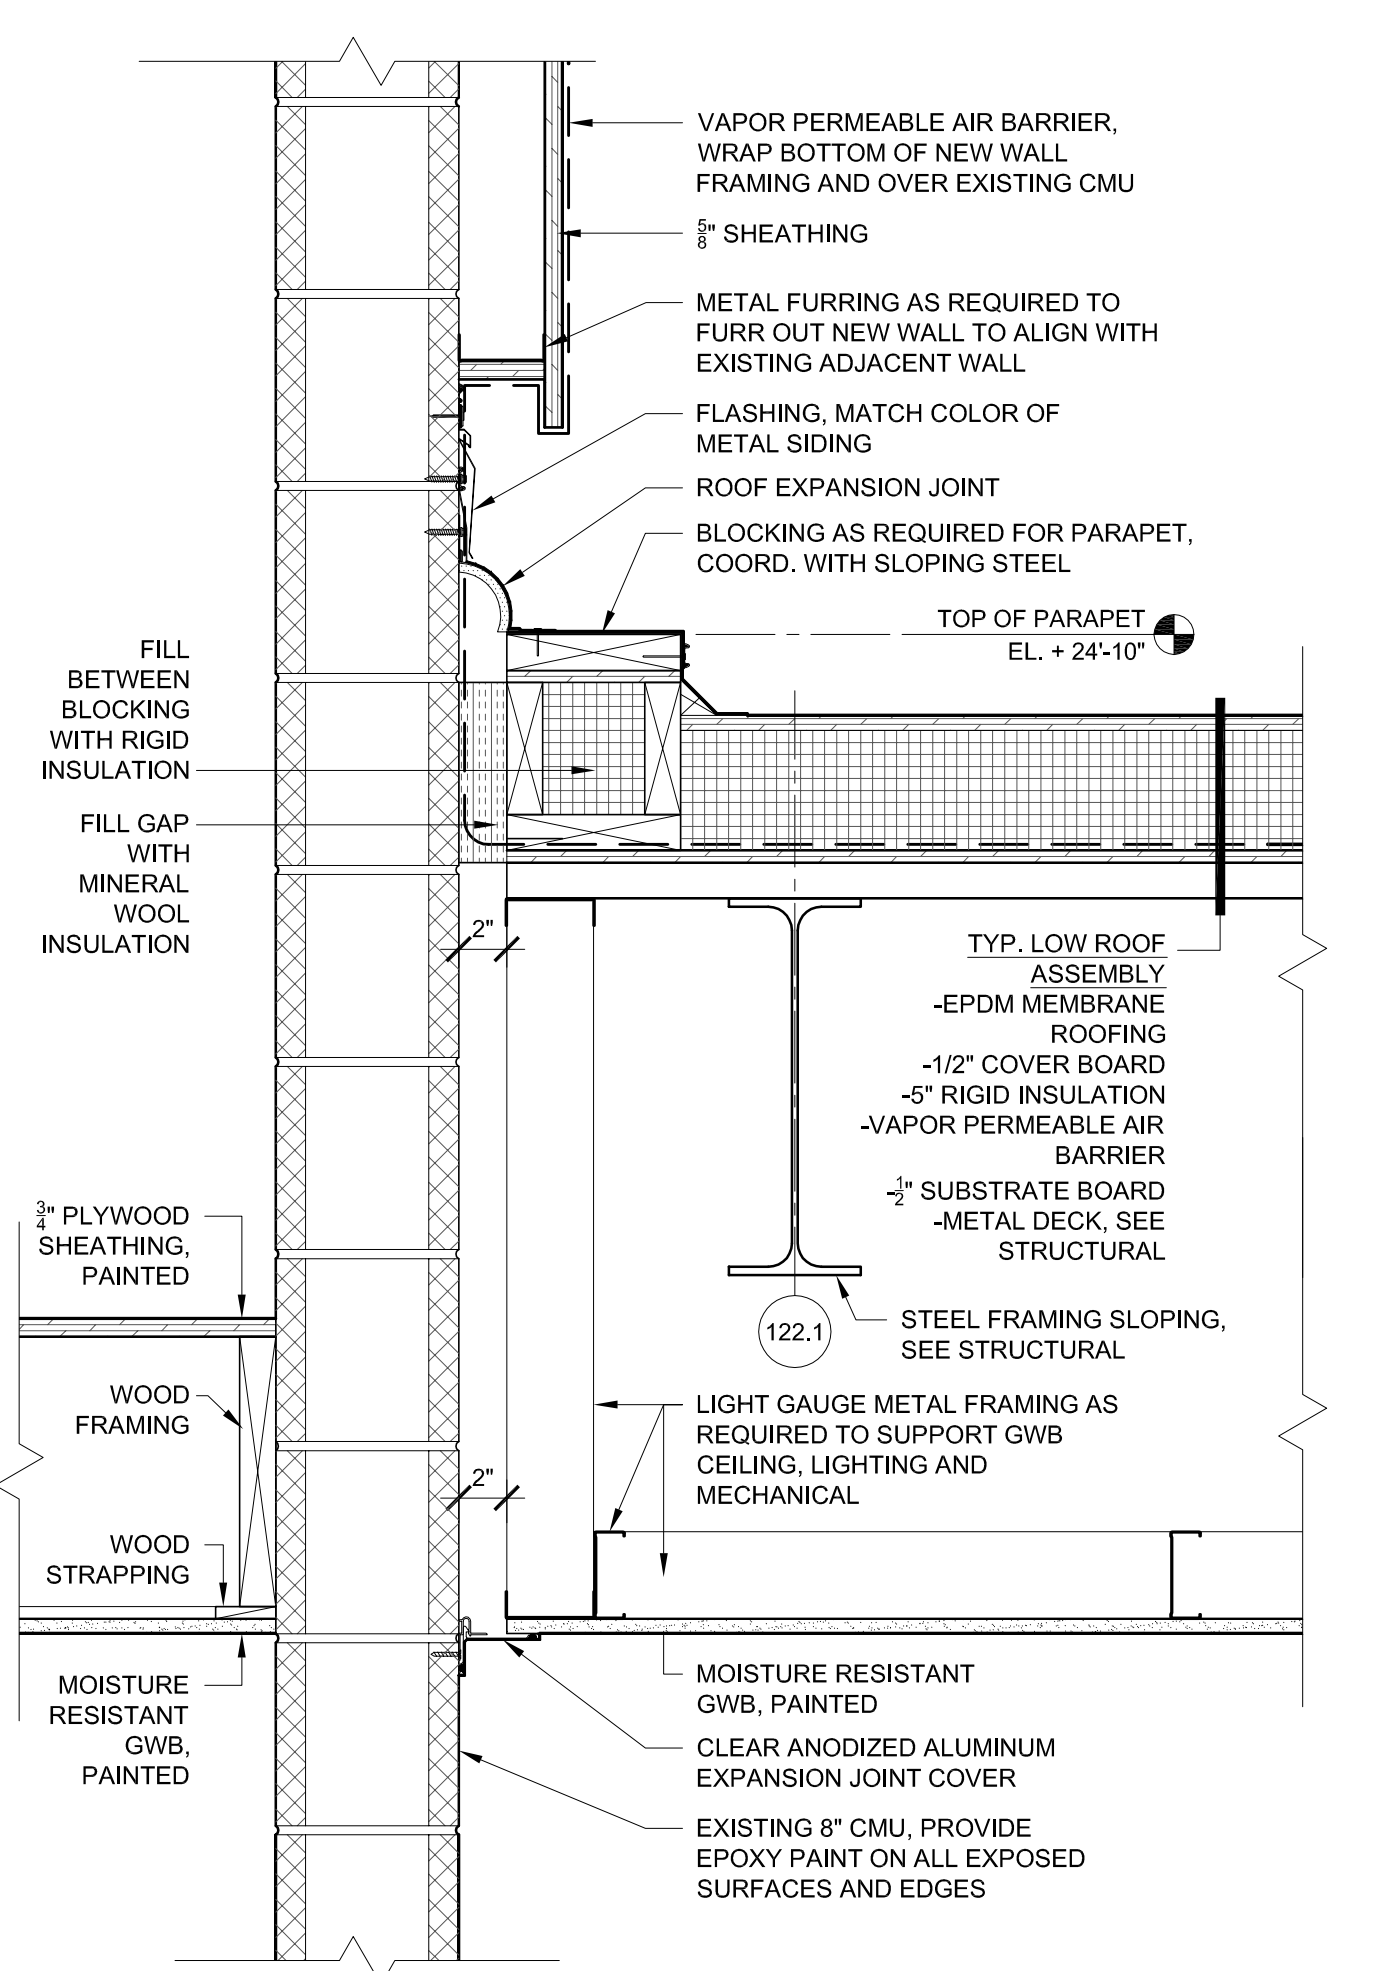 VAPOR PERMEABLE AIR BARRIER,
WRAP BOTTOM OF NEW WALL
FRAMING AND OVER EXISTING CMU
5/8" SHEATHING
METAL FURRING AS REQUIRED TO
FURR OUT NEW WALL TO ALIGN WITH
EXISTING ADJACENT WALL
FLASHING, MATCH COLOR OF
METAL SIDING
ROOF EXPANSION JOINT
BLOCKING AS REQUIRED FOR PARAPET,
COORD. WITH SLOPING STEEL
TOP OF PARAPET
EL. + 24'-10"
FILL
BETWEEN
BLOCKING
WITH RIGID
INSULATION
FILL GAP
WITH
MINERAL
WOOL
INSULATION
2"
TYP. LOW ROOF
ASSEMBLY
-EPDM MEMBRANE
ROOFING
-1/2" COVER BOARD
-5" RIGID INSULATION
-VAPOR PERMEABLE AIR
BARRIER
-1/2" SUBSTRATE BOARD
-METAL DECK, SEE
STRUCTURAL
3/4" PLYWOOD
SHEATHING,
PAINTED
122.1
STEEL FRAMING SLOPING,
SEE STRUCTURAL
WOOD
FRAMING
LIGHT GAUGE METAL FRAMING AS
REQUIRED TO SUPPORT GWB
CEILING, LIGHTING AND
MECHANICAL
2"
WOOD
STRAPPING
MOISTURE
RESISTANT
GWB,
PAINTED
MOISTURE RESISTANT
GWB, PAINTED
CLEAR ANODIZED ALUMINUM
EXPANSION JOINT COVER
EXISTING 8" CMU, PROVIDE
EPOXY PAINT ON ALL EXPOSED
SURFACES AND EDGES